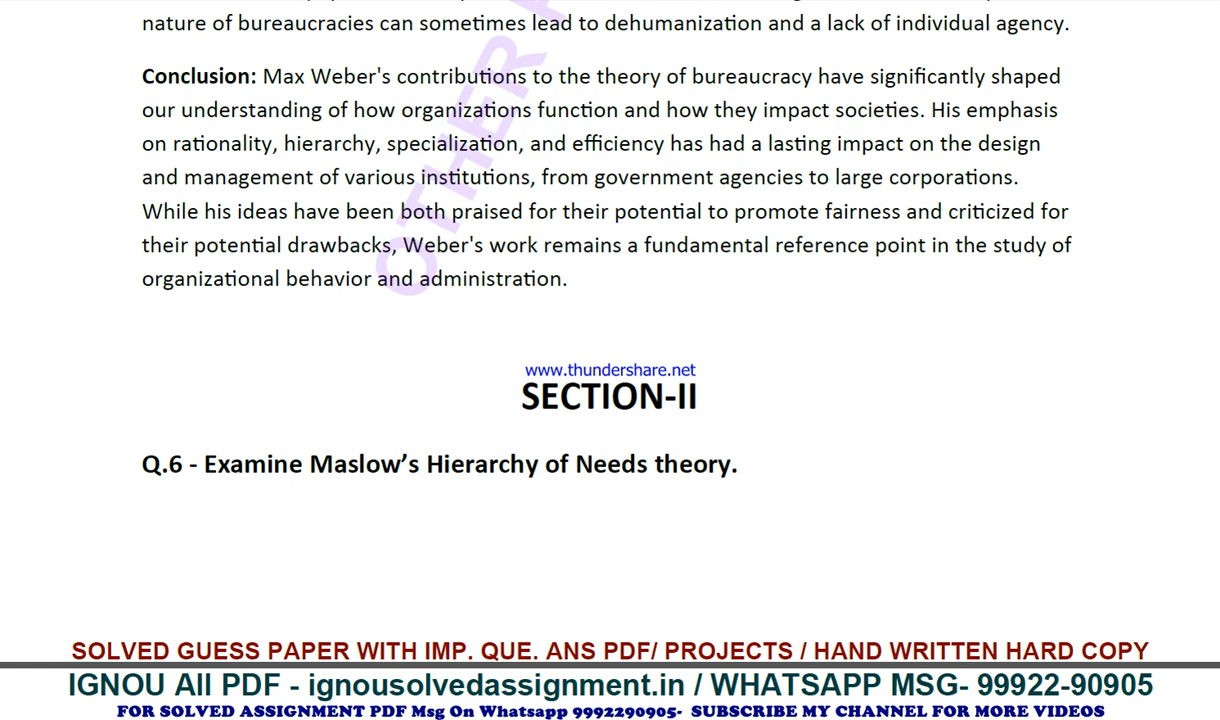 nature of bureaucracies can sometimes lead to dehumanization and a lack of individual agency.
Conclusion: Max Weber's contributions to the theory of bureaucracy have significantly shaped
our understanding of how organizations function and how they impact societies. His emphasis
on rationality, hierarchy, specialization, and efficiency has had a lasting impact on the design
and management of various institutions, from government agencies to large corporations.
While his ideas have been both praised for their potential to promote fairness and criticized for
their potential drawbacks, Weber's work remains a fundamental reference point in the study of
organizational behavior and administration.
OTHER
www.thundershare.net
SECTION-II
Q.6 - Examine Maslow’s Hierarchy of Needs theory.
SOLVED GUESS PAPER WITH IMP. QUE. ANS PDF/ PROJECTS / HAND WRITTEN HARD COPY
IGNOU All PDF - ignousolvedassignment.in / WHATSAPP MSG- 99922-90905
FOR SOLVED ASSIGNMENT PDF Msg On Whatsapp 9992290905- SUBSCRIBE MY CHANNEL FOR MORE VIDEOS